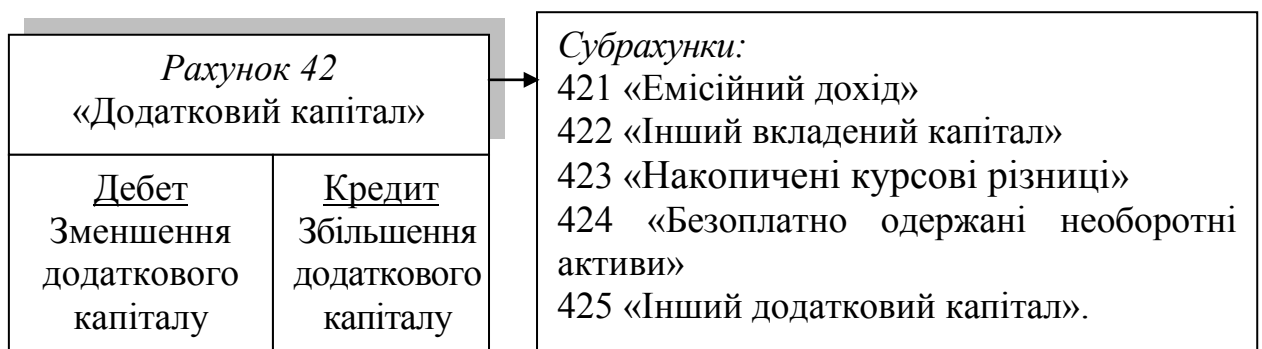 Рахунок 42
«Додатковий капітал»
Дебет
Зменшення
додаткового
капіталу
Кредит
Збільшення
додаткового
капіталу
Субрахунки:
421 «Емісійний дохід»
422 «Інший вкладений капітал»
423 «Накопичені курсові різниці»
424 «Безоплатно одержані необоротні
активи»
425 «Інший додатковий капітал».